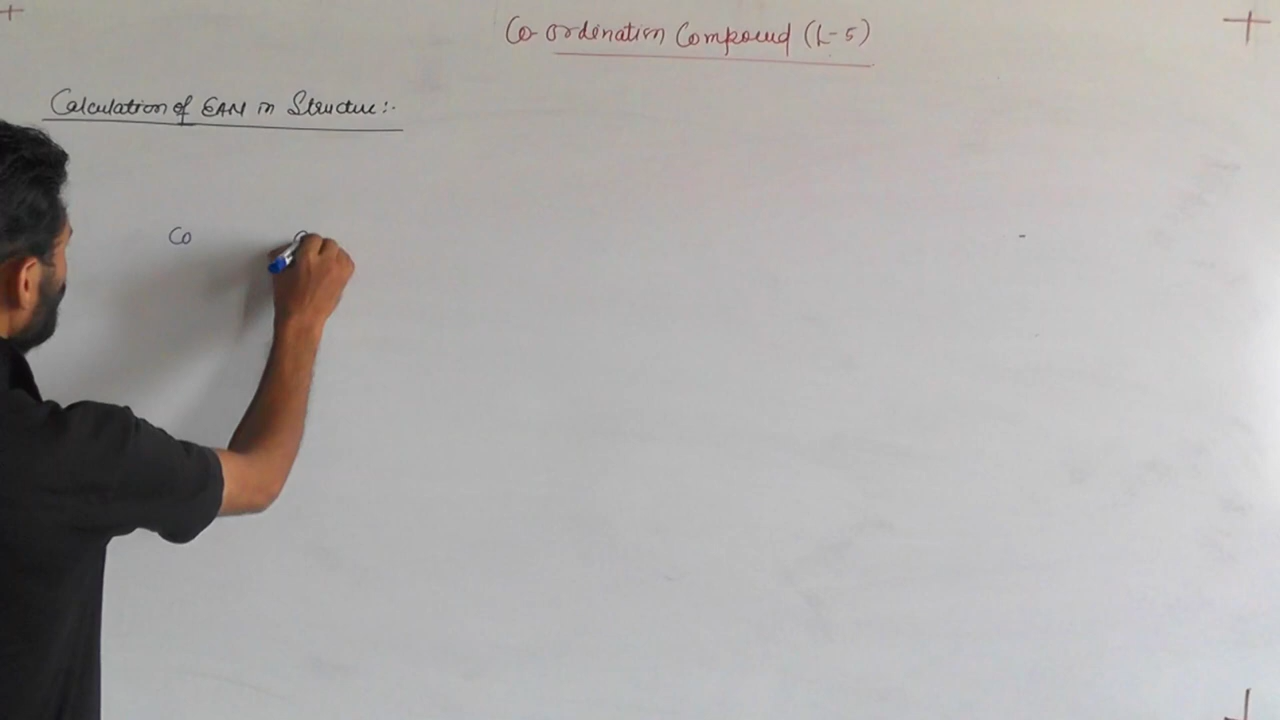 Co-ordination Compound (L-5)
Calculation of EAN in Structure:-
Co